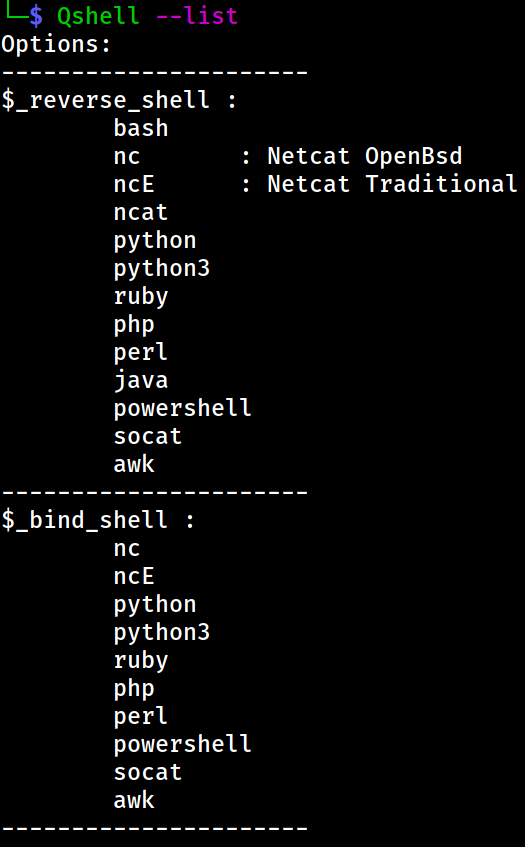 └─$ Qshell --list
Options:
----------------------
$_reverse_shell :
        bash
        nc       : Netcat OpenBsd
        ncE      : Netcat Traditional
        ncat
        python
        python3
        ruby
        php
        perl
        java
        powershell
        socat
        awk
----------------------
$_bind_shell :
        nc
        ncE
        python
        python3
        ruby
        php
        perl
        powershell
        socat
        awk
----------------------